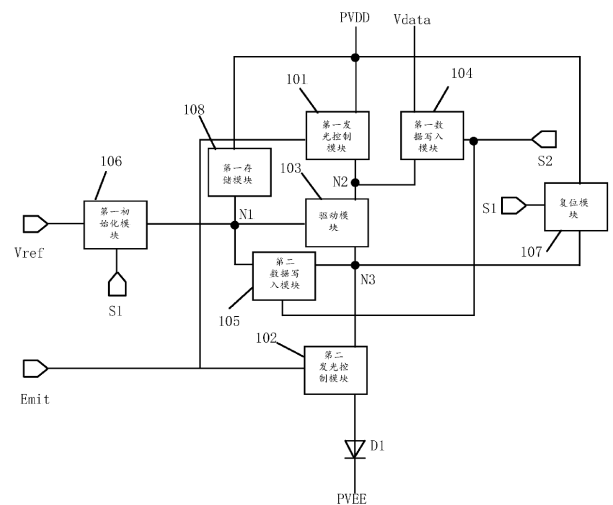 PVDD
Vdata
101
104
108
第一发
光控制
模块
第一数
据写入
模块
106
第一存
储模块
103
N2
S2
第一初
始化模
块
N1
驱动模
块
S1
复位模
块
Vref
第二
数据写
入模块
N3
107
S1
105
102
第二
发光控
制模块
Emit
D1
PVEE